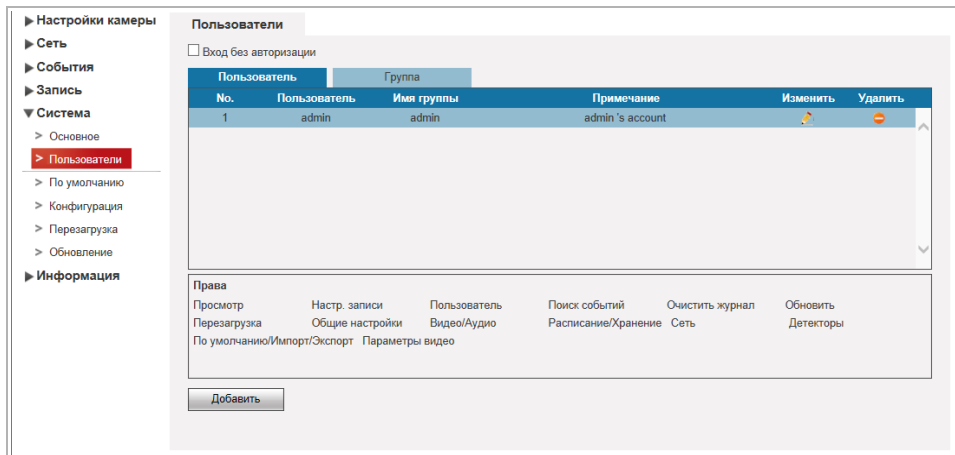 Настройки камеры
Сеть
События
Запись
Система
> Основное
> Пользователи
> По умолчанию
> Конфигурация
> Перезагрузка
> Обновление
Информация
Пользователи
Вход без авторизации
Пользователь Группа
No. Пользователь Имя группы Примечание Изменить Удалить
1 admin admin admin 's account
Права
Просмотр Настр. записи Пользователь Поиск событий Очистить журнал Обновить
Перезагрузка Общие настройки Видео/Аудио Расписание/Хранение Сеть Детекторы
По умолчанию/Импорт/Экспорт Параметры видео
Добавить